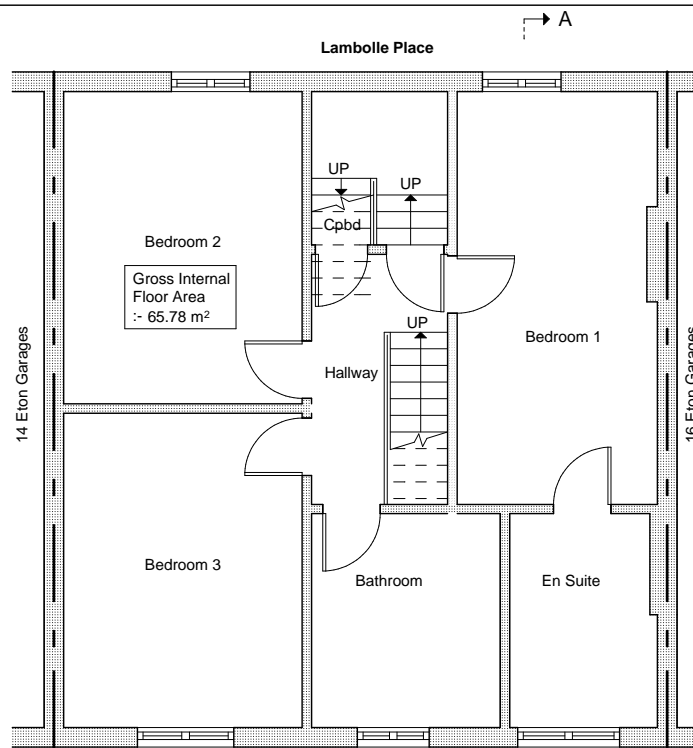 A
Lambolle Place
UP
UP
Cpbd
Bedroom 2
Gross Internal
Floor Area
:- 65.78 m²
UP
Bedroom 1
Hallway
14 Eton Garages
16 Eton Garages
Bedroom 3
Bathroom
En Suite